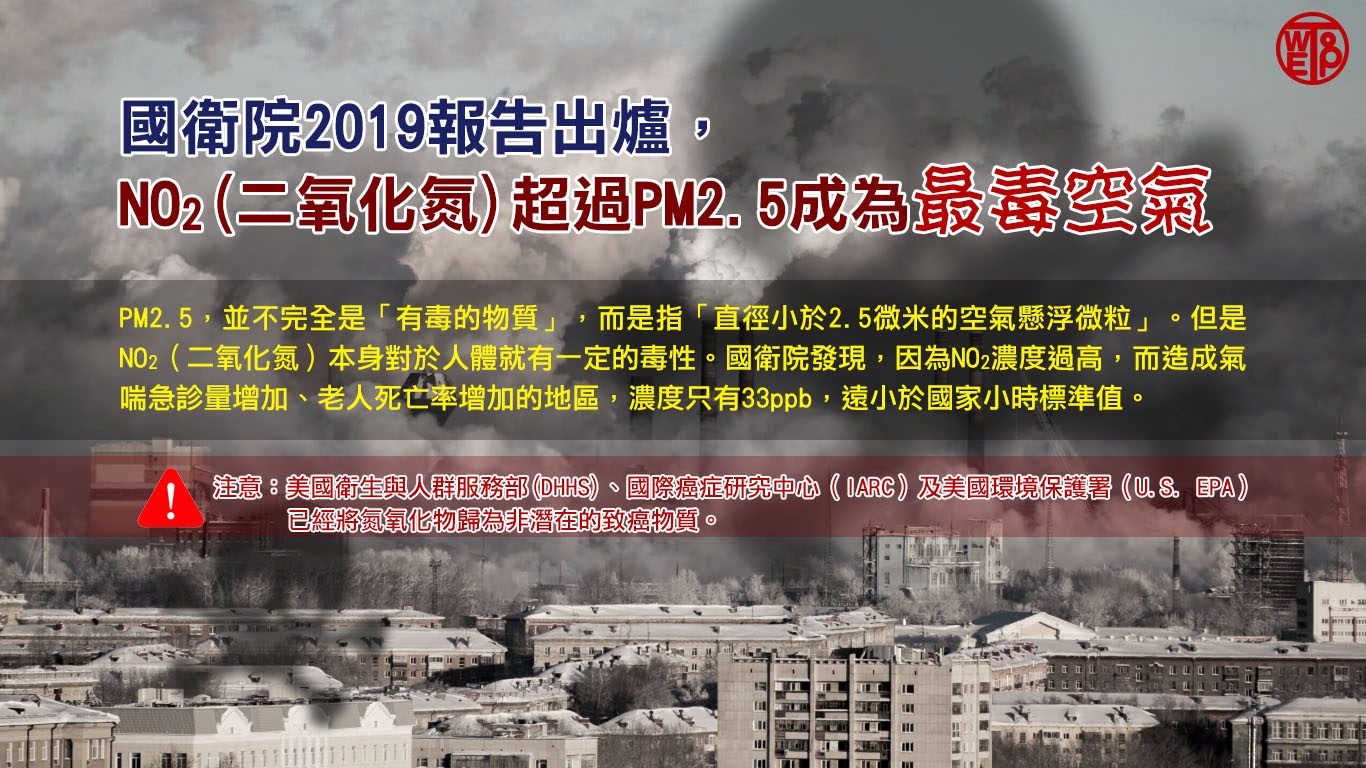 國衛院2019報告出爐，
NO₂(二氧化氮)超過PM2.5成為最毒空氣
PM2.5，並不完全是「有毒的物質」，而是指「直徑小於2.5微米的空氣懸浮微粒」。但是
NO₂（二氧化氮）本身對於人體就有一定的毒性。國衛院發現，因為NO₂濃度過高，而造成氣
喘急診量增加、老人死亡率增加的地區，濃度只有33ppb，遠小於國家小時標準值。
注意：美國衛生與人群服務部(DHHS)、國際癌症研究中心（IARC）及美國環境保護署（U.S. EPA）
已經將氮氧化物歸為非潛在的致癌物質。